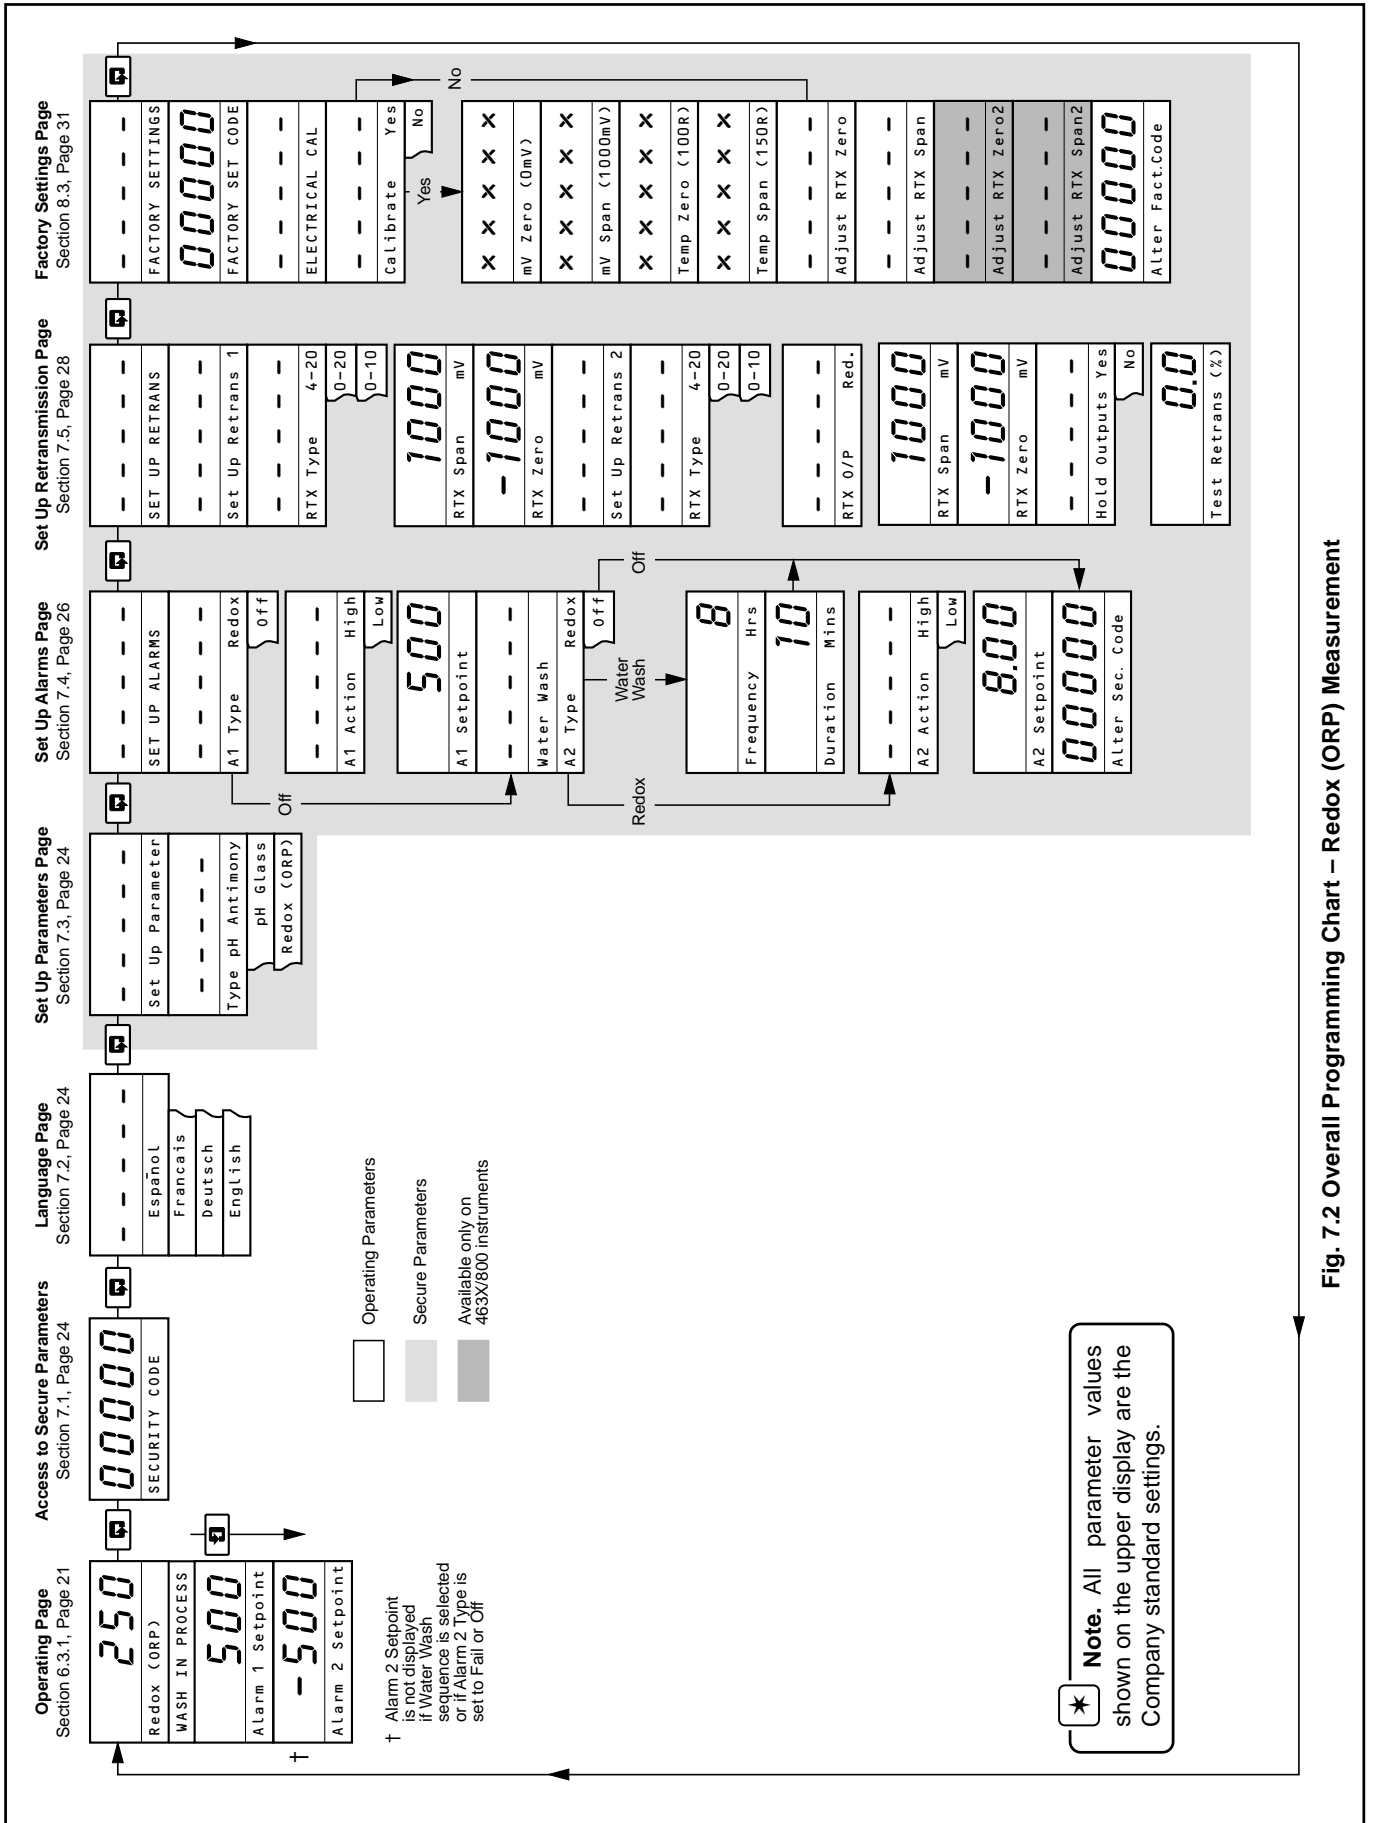 Operating Page
Section 6.3.1, Page 21
250
Redox (ORP)
WASH IN PROCESS
500
Alarm 1 Setpoint
†
-500
Alarm 2 Setpoint
† Alarm 2 Setpoint
is not displayed
if Water Wash
sequence is selected
or if Alarm 2 Type is
set to Fail or Off
Access to Secure Parameters
Section 7.1, Page 24
00000
SECURITY CODE
Language Page
Section 7.2, Page 24
- - - - -
Español
Francais
Deutsch
English
Operating Parameters
Secure Parameters
Available only on
463X/800 instruments
Set Up Parameters Page
Section 7.3, Page 24
- - - - -
Set Up Parameter
- - - - -
Type pH Antimony
pH Glass
Redox (ORP)
Set Up Alarms Page
Section 7.4, Page 26
- - - - -
SET UP ALARMS
- - - - -
A1 Type Redox
Off
Off
- - - - -
A1 Action High
Low
500
A1 Setpoint
- - - - -
Water Wash
A2 Type Redox
Off
Redox
Water
Wash
Off
8
Frequency Hrs
10
Duration Mins
- - - - -
A2 Action High
Low
8.00
A2 Setpoint
00000
Alter Sec. Code
Set Up Retransmission Page
Section 7.5, Page 28
- - - - -
SET UP RETRANS
- - - - -
Set Up Retrans 1
- - - - -
RTX Type 4-20
0-20
0-10
1000
RTX Span mV
-1000
RTX Zero mV
- - - - -
Set Up Retrans 2
- - - - -
RTX Type 4-20
0-20
0-10
- - - - -
RTX O/P Red.
1000
RTX Span mV
-1000
RTX Zero mV
- - - - -
Hold Outputs Yes
No
0.0
Test Retrans (%)
Factory Settings Page
Section 8.3, Page 31
- - - - -
FACTORY SETTINGS
00000
FACTORY SET CODE
- - - - -
ELECTRICAL CAL
- - - - -
Calibrate Yes
No
Yes
No
× × × × ×
mV Zero (0mV)
× × × × ×
mV Span (1000mV)
× × × × ×
Temp Zero (100R)
× × × × ×
Temp Span (150R)
- - - - -
Adjust RTX Zero
- - - - -
Adjust RTX Span
- - - - -
Adjust RTX Zero2
- - - - -
Adjust RTX Span2
00000
Alter Fact.Code
Note. All parameter values
shown on the upper display are the
Company standard settings.
Fig. 7.2 Overall Programming Chart – Redox (ORP) Measurement